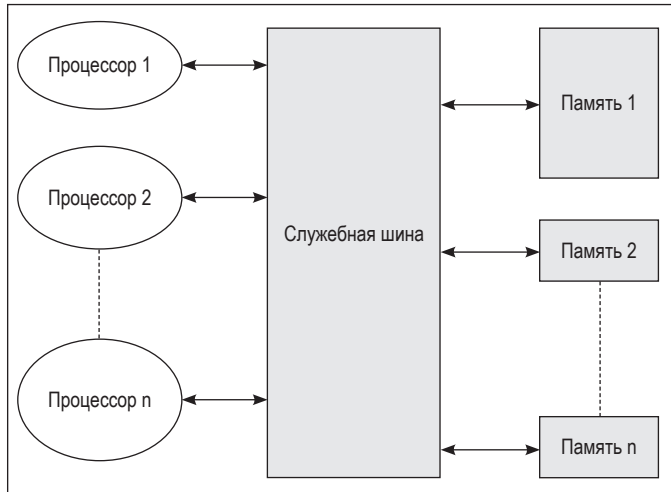 Процессор 1
Память 1
Процессор 2
Служебная шина
Память 2
Процессор n
Память n